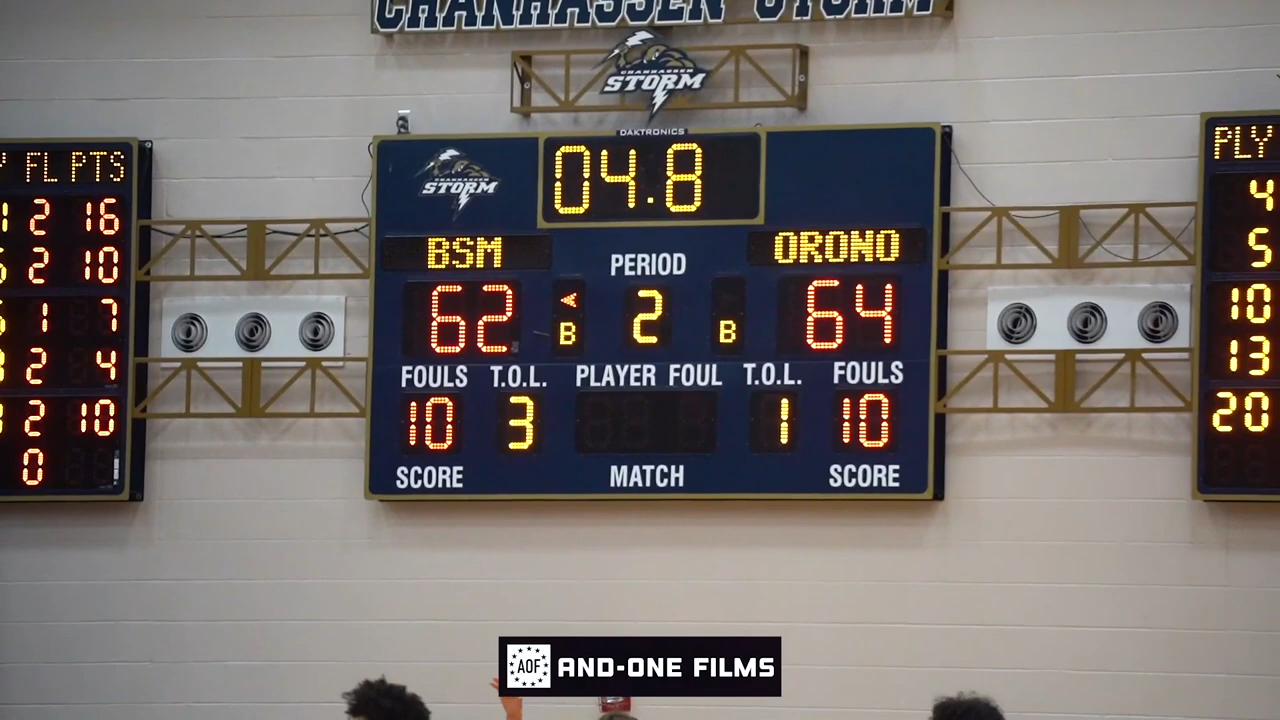 CHANHASSEN STORM
CHANHASSEN
STORM
DAKTRONICS
STORM
04.8
BSM
ORONO
PERIOD
62
B
2
B
64
FOULS T.O.L. PLAYER FOUL T.O.L. FOULS
10 3 1 10
SCORE MATCH SCORE
FL PTS
2 16
2 10
1 7
2 4
2 10
0
PLY
4
5
10
13
20
AOF
AND-ONE FILMS